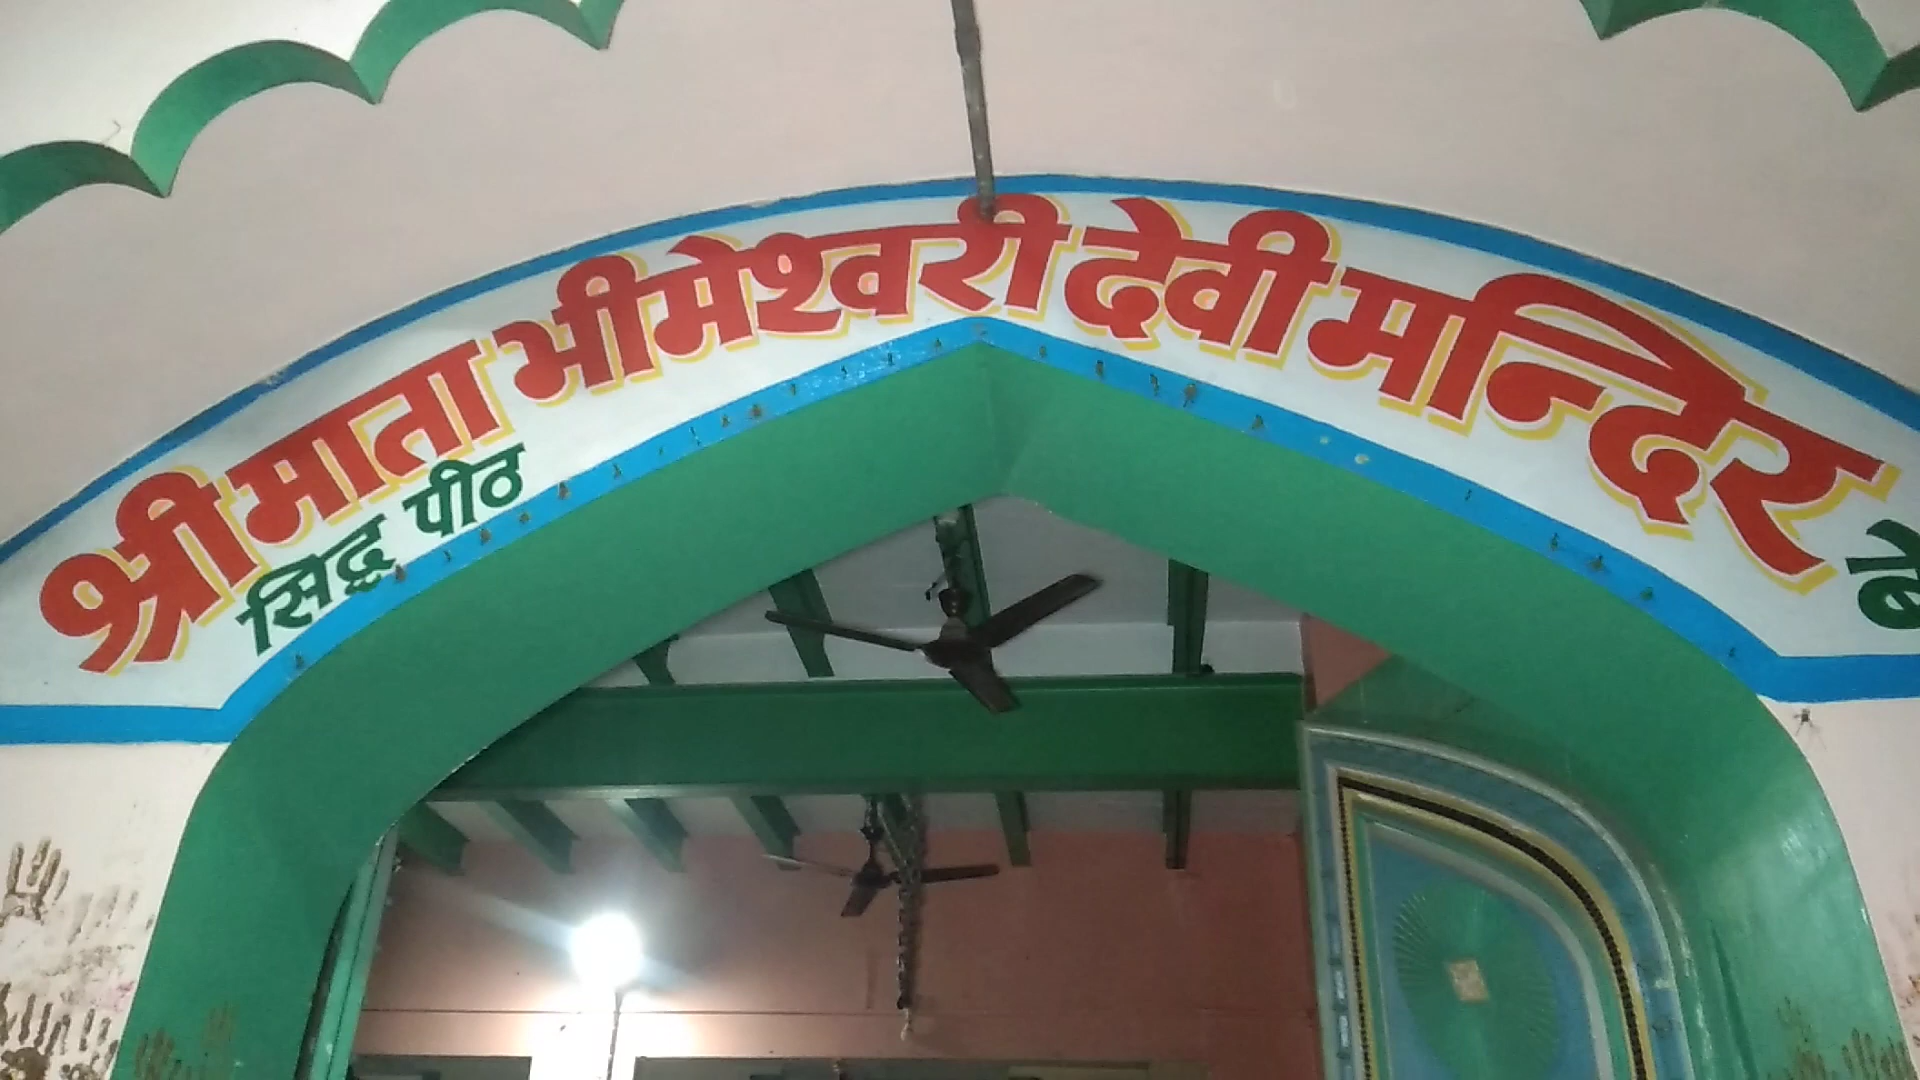 श्री माता भीमेश्वरी देवी मन्दिर
सिद्ध पीठ